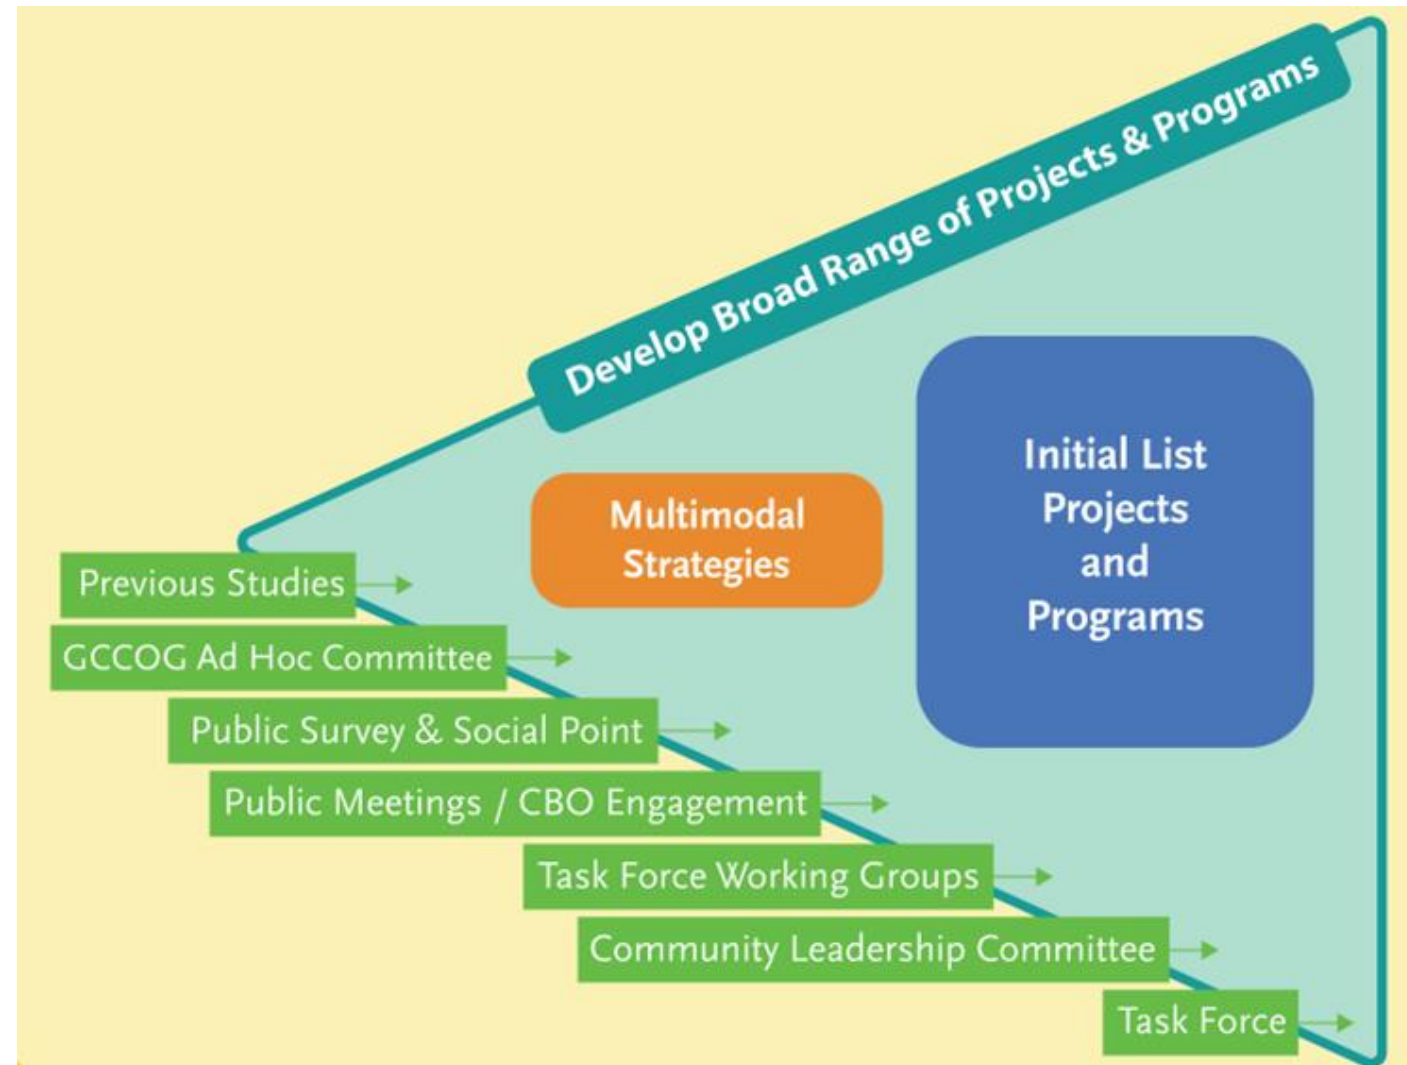 Develop Broad Range of Projects & Programs
Initial List
Projects
and
Programs
Multimodal
Strategies
Previous Studies
GCCOG Ad Hoc Committee
Public Survey & Social Point
Public Meetings / CBO Engagement
Task Force Working Groups
Community Leadership Committee
Task Force